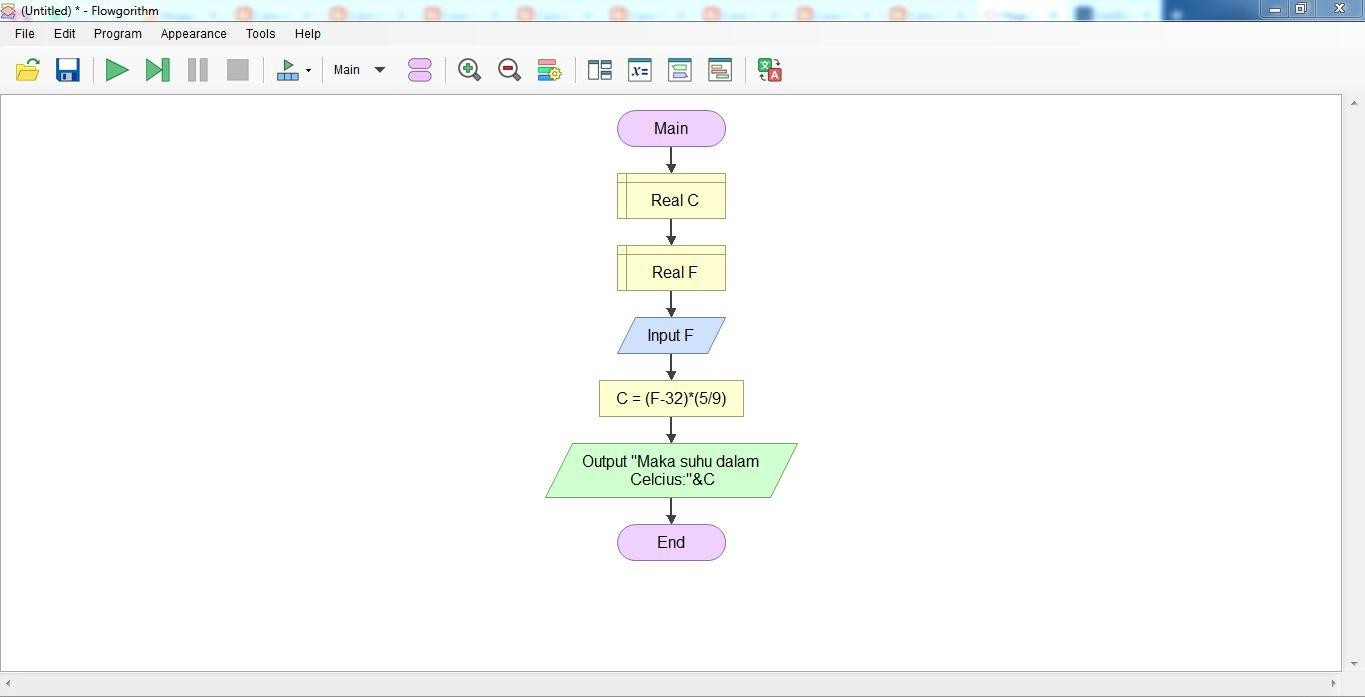 (Untitled) * - Flowgorithm
File Edit Program Appearance Tools Help
Main
x=
A
Main
Real C
Real F
Input F
C = (F-32)*(5/9)
Output "Maka suhu dalam
Celcius:"&C
End